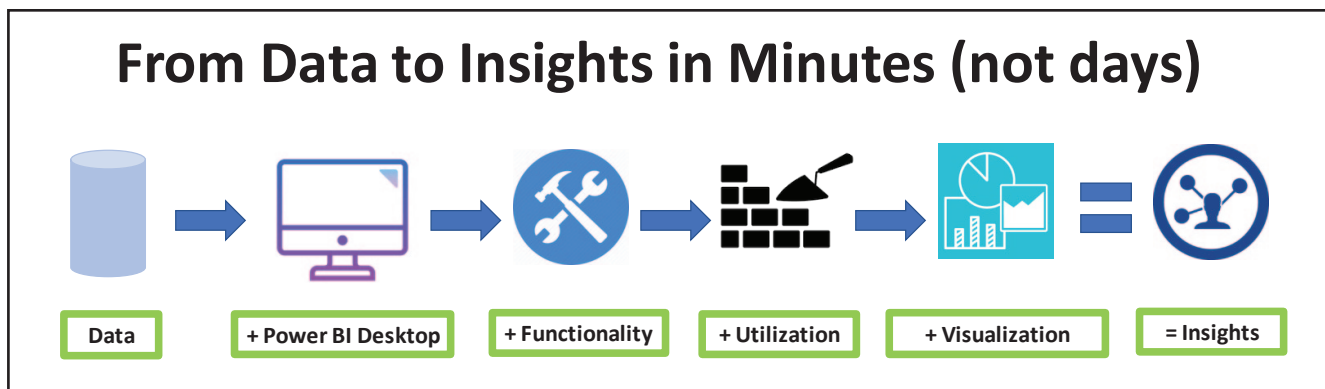 From Data to Insights in Minutes (not days)
Data
+ Power BI Desktop
+ Functionality
+ Utilization
+ Visualization
= Insights